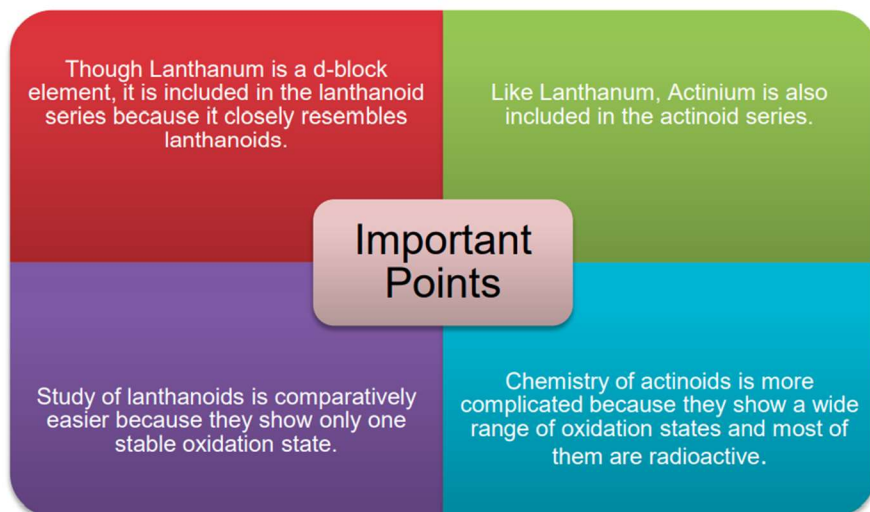 Though Lanthanum is a d-block
element, it is included in the lanthanoid
series because it closely resembles
lanthanoids.
Like Lanthanum, Actinium is also
included in the actinoid series.
Important
Points
Study of lanthanoids is comparatively
easier because they show only one
stable oxidation state.
Chemistry of actinoids is more
complicated because they show a wide
range of oxidation states and most of
them are radioactive.